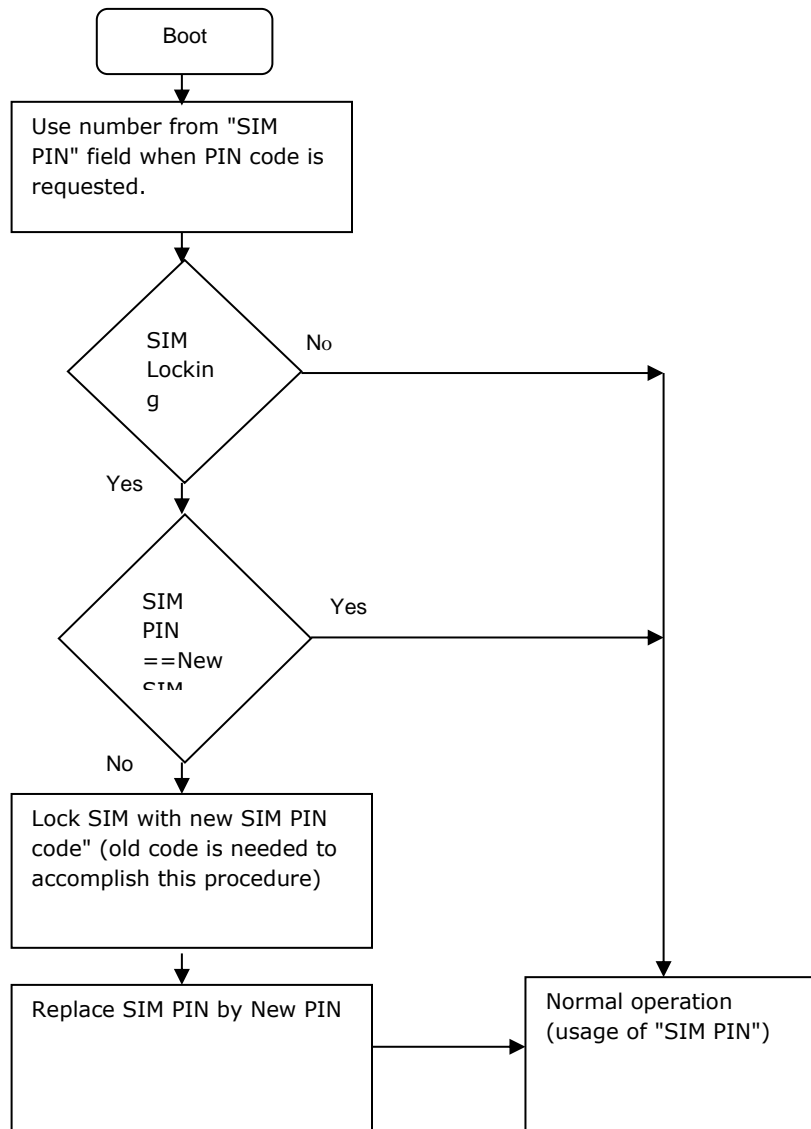 Boot
Use number from "SIM
PIN" field when PIN code is
requested.
SIM
Lockin
g
No
Yes
SIM
PIN
==New
SIM
Yes
No
Lock SIM with new SIM PIN
code" (old code is needed to
accomplish this procedure)
Replace SIM PIN by New PIN
Normal operation
(usage of "SIM PIN")